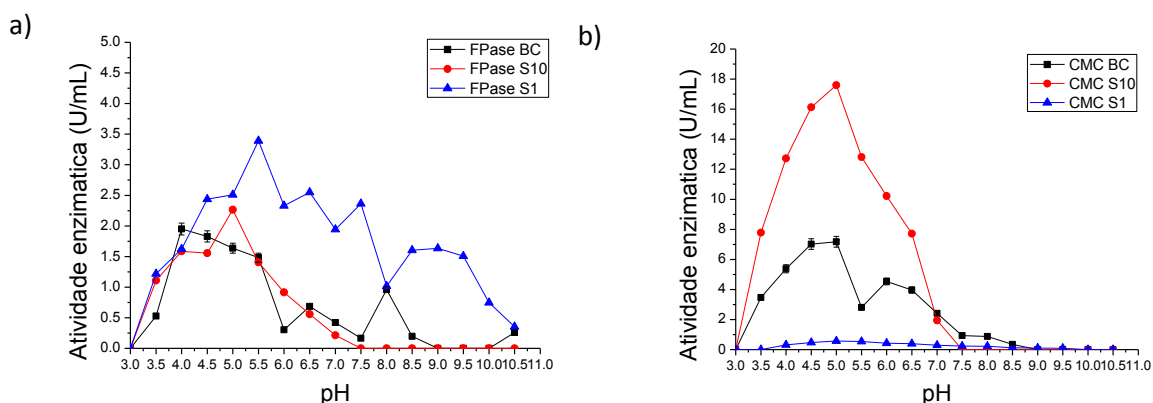 a)
Atividade enzimatica (U/mL)
5.0
4.5
4.0
3.5
3.0
2.5
2.0
1.5
1.0
0.5
0.0
FPase BC
FPase S10
FPase S1
3.0 3.5 4.0 4.5 5.0 5.5 6.0 6.5 7.0 7.5 8.0 8.5 9.0 9.5 10.0 10.5 11.0
pH
b)
Atividade enzimatica (U/mL)
20
18
16
14
12
10
8
6
4
2
0
CMC BC
CMC S10
CMC S1
3.0 3.5 4.0 4.5 5.0 5.5 6.0 6.5 7.0 7.5 8.0 8.5 9.0 9.5 10.0 10.5 11.0
pH